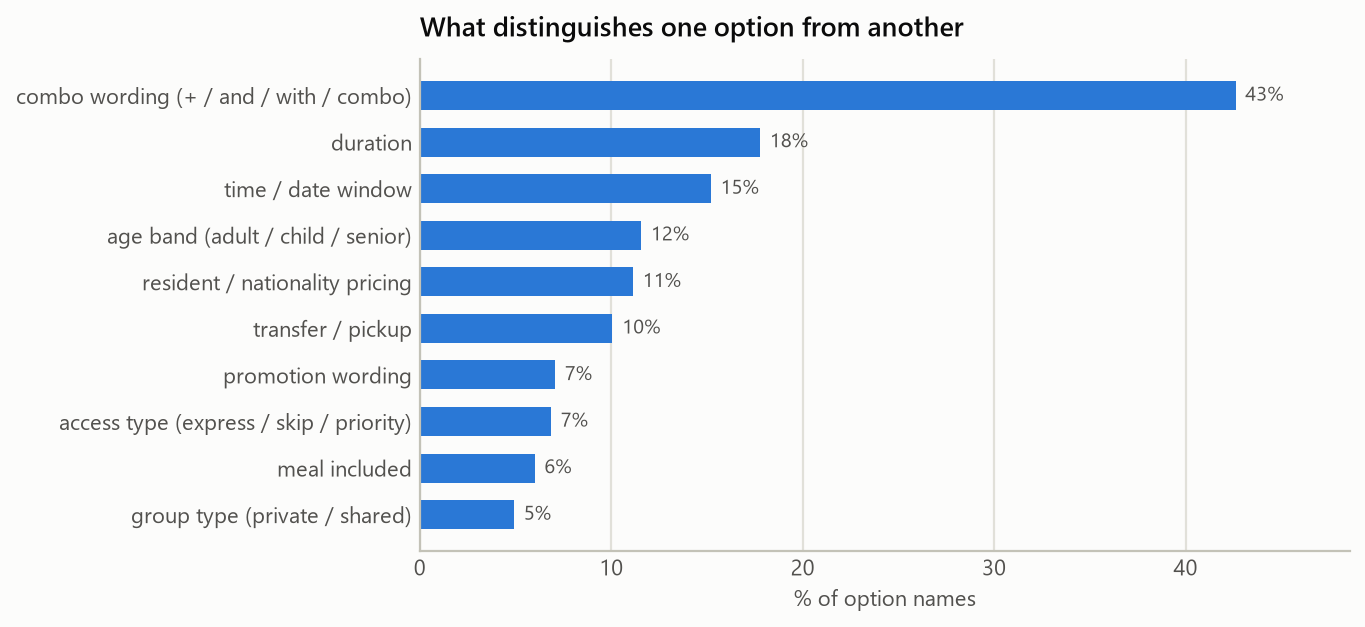 What distinguishes one option from another
combo wording (+ / and / with / combo)
43%
duration
18%
time / date window
15%
age band (adult / child / senior)
12%
resident / nationality pricing
11%
transfer / pickup
10%
promotion wording
7%
access type (express / skip / priority)
7%
meal included
6%
group type (private / shared)
5%
0 10 20 30 40
% of option names